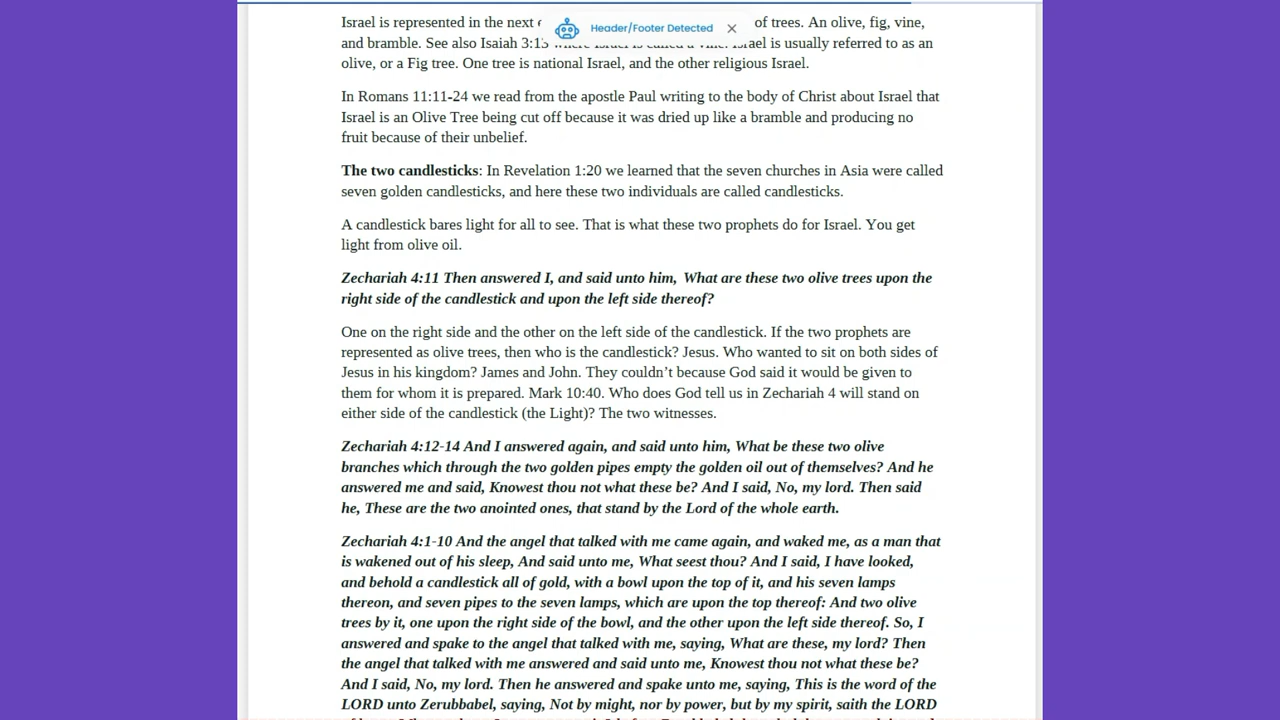 Israel is represented in the next
of trees. An olive, fig, vine,
Header/Footer Detected
and bramble. See also Isaiah 3:13 where Israel is called a vine. Israel is usually referred to as an
olive, or a Fig tree. One tree is national Israel, and the other religious Israel.
In Romans 11:11-24 we read from the apostle Paul writing to the body of Christ about Israel that
Israel is an Olive Tree being cut off because it was dried up like a bramble and producing no
fruit because of their unbelief.
The two candlesticks: In Revelation 1:20 we learned that the seven churches in Asia were called
seven golden candlesticks, and here these two individuals are called candlesticks.
A candlestick bares light for all to see. That is what these two prophets do for Israel. You get
light from olive oil.
Zechariah 4:11 Then answered I, and said unto him, What are these two olive trees upon the
right side of the candlestick and upon the left side thereof?
One on the right side and the other on the left side of the candlestick. If the two prophets are
represented as olive trees, then who is the candlestick? Jesus. Who wanted to sit on both sides of
Jesus in his kingdom? James and John. They couldn’t because God said it would be given to
them for whom it is prepared. Mark 10:40. Who does God tell us in Zechariah 4 will stand on
either side of the candlestick (the Light)? The two witnesses.
Zechariah 4:12-14 And I answered again, and said unto him, What be these two olive
branches which through the two golden pipes empty the golden oil out of themselves? And he
answered me and said, Knowest thou not what these be? And I said, No, my lord. Then said
he, These are the two anointed ones, that stand by the Lord of the whole earth.
Zechariah 4:1-10 And the angel that talked with me came again, and waked me, as a man that
is wakened out of his sleep, And said unto me, What seest thou? And I said, I have looked,
and behold a candlestick all of gold, with a bowl upon the top of it, and his seven lamps
thereon, and seven pipes to the seven lamps, which are upon the top thereof: And two olive
trees by it, one upon the right side of the bowl, and the other upon the left side thereof. So, I
answered and spake to the angel that talked with me, saying, What are these, my lord? Then
the angel that talked with me answered and said unto me, Knowest thou not what these be?
And I said, No, my lord. Then he answered and spake unto me, saying, This is the word of the
LORD unto Zerubbabel, saying, Not by might, nor by power, but by my spirit, saith the LORD